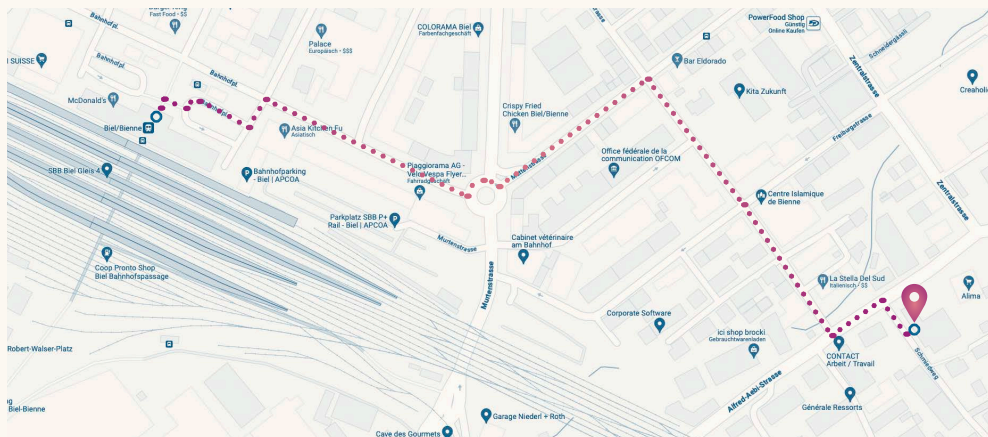 Fast Food · $$
Bahnhofpl.
I SUISSE
Bahnhofpl.
McDonald's
Bahnhofpl.
Biel/Bienne
SBB Biel Gleis 4
Coop Pronto Shop
Biel Bahnhofspassage
Robert-Walser-Platz
Biel-Bienne
Palace
Europäisch · $$$
Bahnhofpl.
Asia Kitchen Fu
Asiatisch
Bahnhofparking
- Biel | APCOA
COLORAMA Biel
Farbenfachgeschäft
Crispy Fried
Chicken Biel/Bienne
Piaggiorama AG -
Velo Vespa Flyer...
Fahrradgeschäft
Parkplatz SBB P+
Rail - Biel | APCOA
Murtenstrasse
Murtenstrasse
Murtenstrasse
Cabinet vétérinaire
am Bahnhof
Garage Niederl + Roth
Cave des Gourmets
PowerFood Shop
Günstig
Online Kaufen
Bar Eldorado
Kita Zukunft
Office fédérale de la
communication OFCOM
Zentralstrasse
Schneidergässli
Creaholic
Freiburgstrasse
Centre Islamique
de Bienne
Zentralstrasse
La Stella Del Sud
Italienisch · $$
Alima
Corporate Software
ici shop brocki
Gebrauchtwarenladen
CONTACT
Arbeit / Travail
Schmiedweg
Alfred-Aebi-Strasse
Générale Ressorts